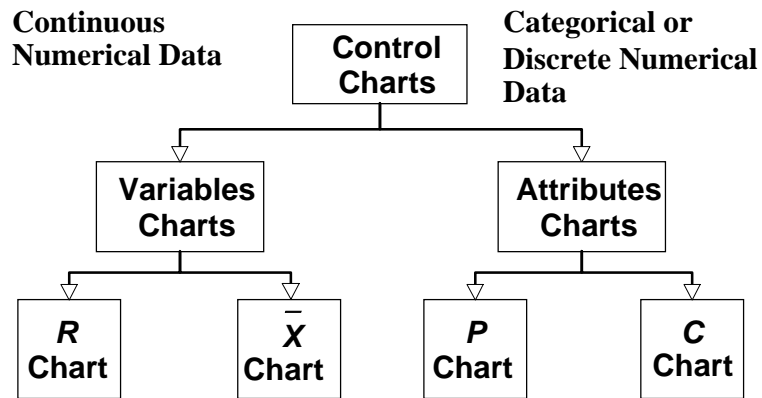 Continuous
Numerical Data
Control
Charts
Categorical or
Discrete Numerical
Data
Variables
Charts
Attributes
Charts
R
Chart
X̄
Chart
P
Chart
C
Chart